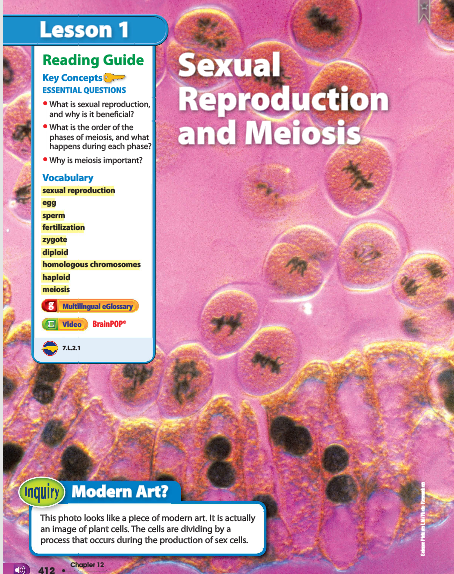 Lesson 1
Reading Guide
Key Concepts
ESSENTIAL QUESTIONS
• What is sexual reproduction,
and why is it beneficial?
• What is the order of the
phases of meiosis, and what
happens during each phase?
• Why is meiosis important?
Vocabulary
sexual reproduction
egg
sperm
fertilization
zygote
diploid
homologous chromosomes
haploid
meiosis
g Multilingual eGlossary
Video BrainPOP®
7.L.2.1
Sexual
Reproduction
and Meiosis
Inquiry Modern Art?
This photo looks like a piece of modern art. It is actually
an image of plant cells. The cells are dividing by a
process that occurs during the production of sex cells.
412 • Chapter 12